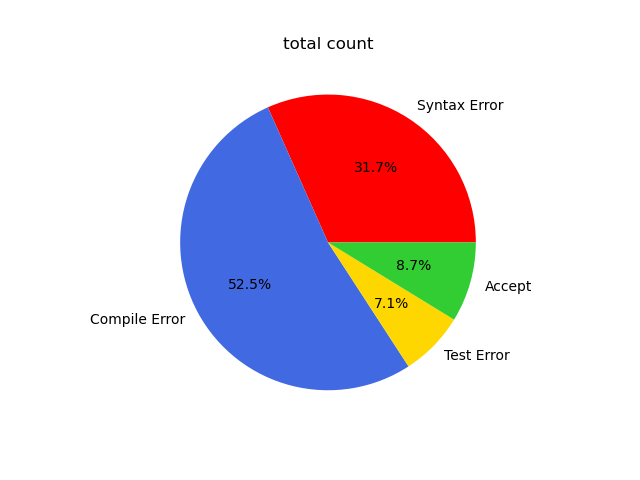 total count
Syntax Error
31.7%
8.7%
52.5%
Accept
7.1%
Compile Error
Test Error